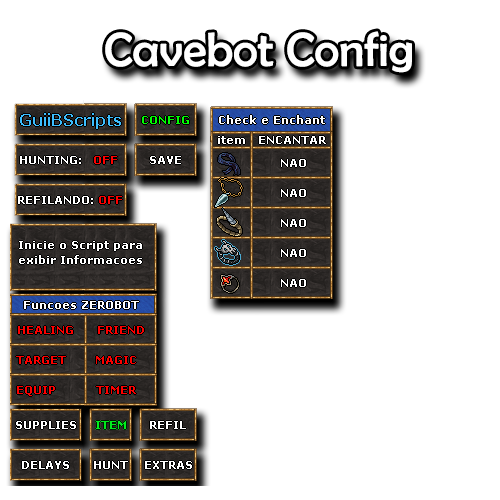 Cavebot Config
GuiiBScripts CONFIG
HUNTING: OFF SAVE
REFILANDO: OFF
Inicie o Script para
exibir Informacoes
Funcoes ZEROBOT
HEALING FRIEND
TARGET MAGIC
EQUIP TIMER
SUPPLIES ITEM REFIL
DELAYS HUNT EXTRAS
Check e Enchant
item ENCANTAR
NAO
NAO
NAO
NAO
NAO